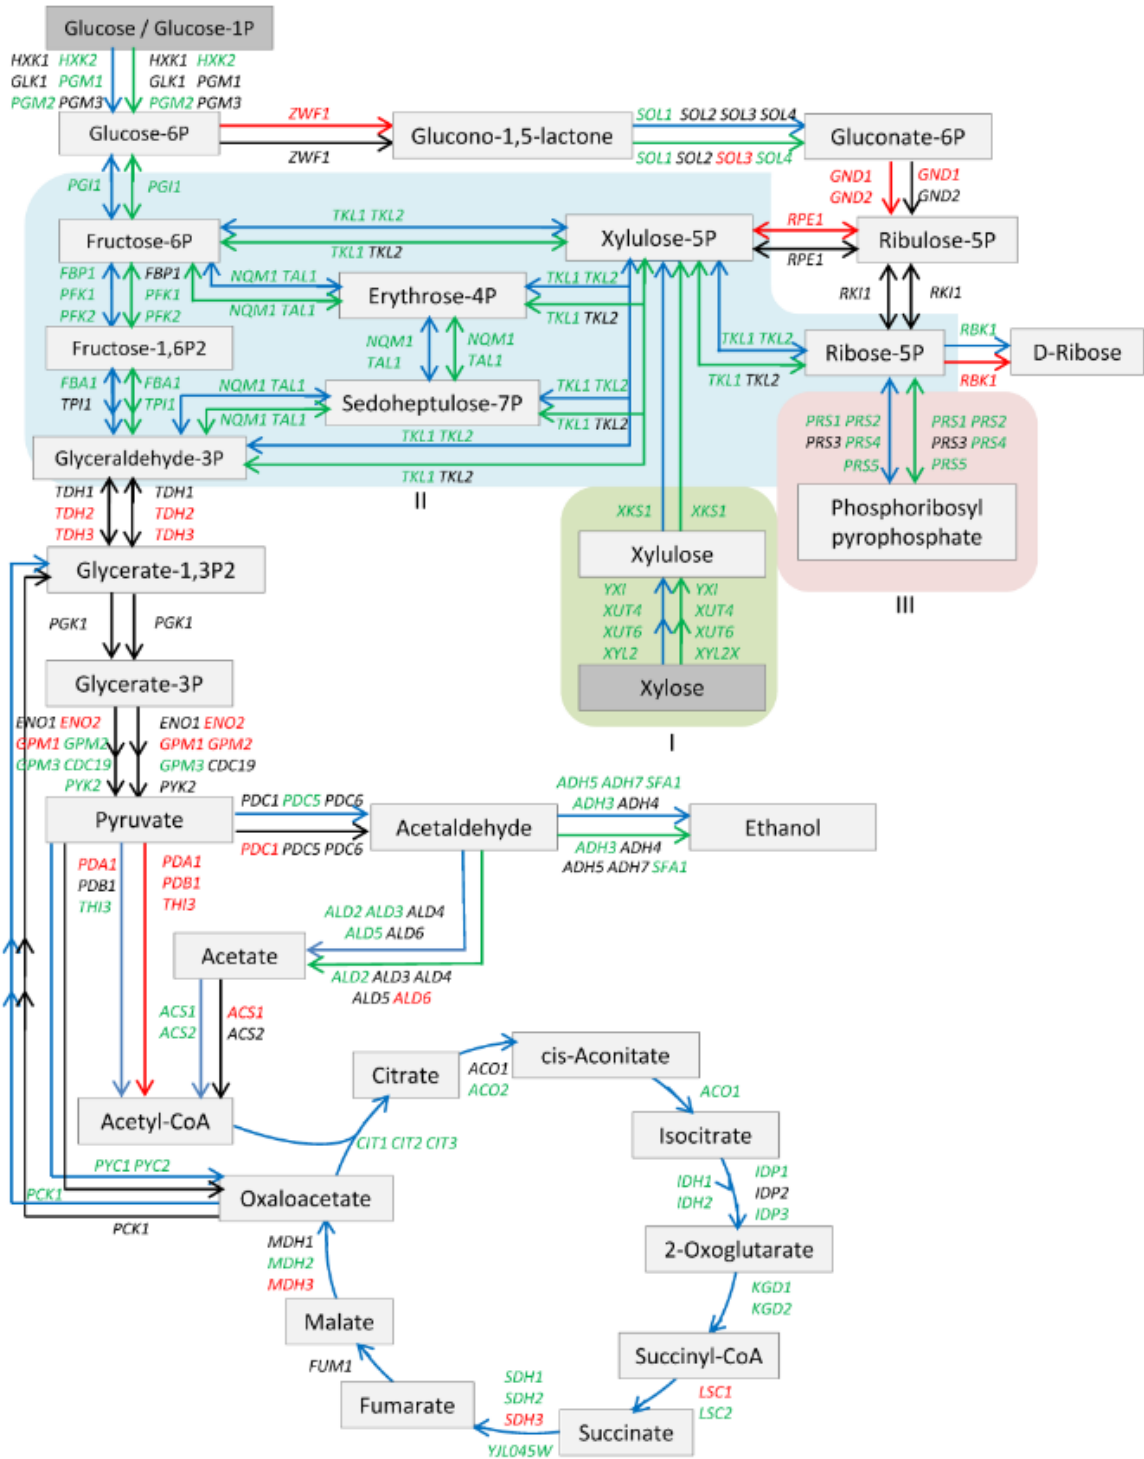 Glucose / Glucose-1P
HXK1 HXK2 HXK1 HXK2
GLK1 PGM1 GLK1 PGM1
PGM2 PGM3 PGM2 PGM3
Glucose-6P
ZWF1
ZWF1
Glucono-1,5-lactone
SOL1 SOL2 SOL3 SOL4
SOL1 SOL2 SOL3 SOL4
Gluconate-6P
GND1 GND1
GND2 GND2
PGI1 PGI1
Fructose-6P
TKL1 TKL2
TKL1 TKL2
Xylulose-5P
RPE1
RPE1
Ribulose-5P
RKI1 RKI1
FBP1 FBP1
PFK1 PFK1
PFK2 PFK2
NQM1 TAL1
NQM1 TAL1
Erythrose-4P
TKL1 TKL2
TKL1 TKL2
NQM1 NQM1
TAL1 TAL1
Fructose-1,6P2
FBA1 FBA1
TPI1 TPI1
NQM1 TAL1
NQM1 TAL1
Sedoheptulose-7P
TKL1 TKL2
TKL1 TKL2
TKL1 TKL2
TKL1 TKL2
Ribose-5P
RBK1
RBK1
D-Ribose
Glyceraldehyde-3P
TKL1 TKL2
TKL1 TKL2
II
PRS1 PRS2 PRS1 PRS2
PRS3 PRS4 PRS3 PRS4
PRS5 PRS5
Phosphoribosyl
pyrophosphate
III
TDH1 TDH1
TDH2 TDH2
TDH3 TDH3
XKS1 XKS1
Xylulose
YXI YXI
XUT4 XUT4
XUT6 XUT6
XYL2 XYL2X
Xylose
I
Glycerate-1,3P2
PGK1 PGK1
Glycerate-3P
ENO1 ENO2 ENO1 ENO2
GPM1 GPM2 GPM1 GPM2
GPM3 CDC19 GPM3 CDC19
PYK2 PYK2
Pyruvate
PDC1 PDC5 PDC6
PDC1 PDC5 PDC6
Acetaldehyde
ADH5 ADH7 SFA1
ADH3 ADH4
ADH3 ADH4
ADH5 ADH7 SFA1
Ethanol
PDA1 PDA1
PDB1 PDB1
THI3 THI3
ALD2 ALD3 ALD4
ALD5 ALD6
Acetate
ALD2 ALD3 ALD4
ALD5 ALD6
ACS1 ACS1
ACS2 ACS2
Acetyl-CoA
Citrate
ACO1
ACO2
cis-Aconitate
ACO1
Isocitrate
CIT1 CIT2 CIT3
PYC1 PYC2
PCK1
Oxaloacetate
PCK1
IDH1 IDP1
IDH2 IDP2
IDP3
2-Oxoglutarate
KGD1
KGD2
MDH1
MDH2
MDH3
Malate
Succinyl-CoA
FUM1
Fumarate
SDH1
SDH2
SDH3
YJL045W
LSC1
LSC2
Succinate